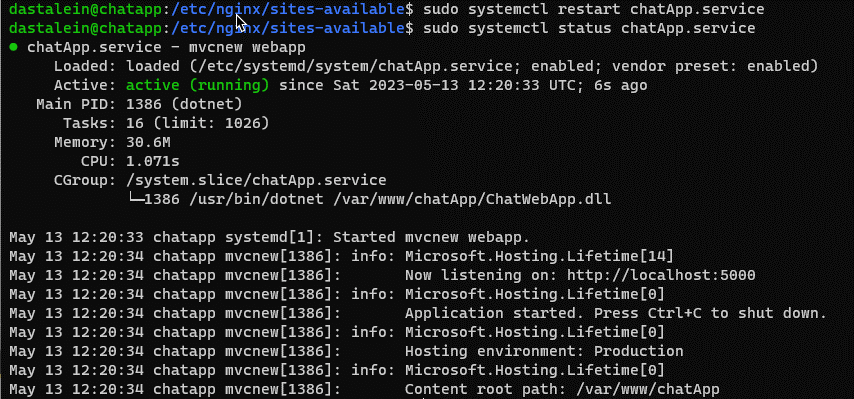 dastalein@chatapp:/etc/nginx/sites-available$ sudo systemctl restart chatApp.service
dastalein@chatapp:/etc/nginx/sites-available$ sudo systemctl status chatApp.service
● chatApp.service - mvcnew webapp
     Loaded: loaded (/etc/systemd/system/chatApp.service; enabled; vendor preset: enabled)
     Active: active (running) since Sat 2023-05-13 12:20:33 UTC; 6s ago
   Main PID: 1386 (dotnet)
      Tasks: 16 (limit: 1026)
     Memory: 30.6M
        CPU: 1.071s
     CGroup: /system.slice/chatApp.service
             └─1386 /usr/bin/dotnet /var/www/chatApp/ChatWebApp.dll

May 13 12:20:33 chatapp systemd[1]: Started mvcnew webapp.
May 13 12:20:34 chatapp mvcnew[1386]: info: Microsoft.Hosting.Lifetime[14]
May 13 12:20:34 chatapp mvcnew[1386]:       Now listening on: http://localhost:5000
May 13 12:20:34 chatapp mvcnew[1386]: info: Microsoft.Hosting.Lifetime[0]
May 13 12:20:34 chatapp mvcnew[1386]:       Application started. Press Ctrl+C to shut down.
May 13 12:20:34 chatapp mvcnew[1386]: info: Microsoft.Hosting.Lifetime[0]
May 13 12:20:34 chatapp mvcnew[1386]:       Hosting environment: Production
May 13 12:20:34 chatapp mvcnew[1386]: info: Microsoft.Hosting.Lifetime[0]
May 13 12:20:34 chatapp mvcnew[1386]:       Content root path: /var/www/chatApp